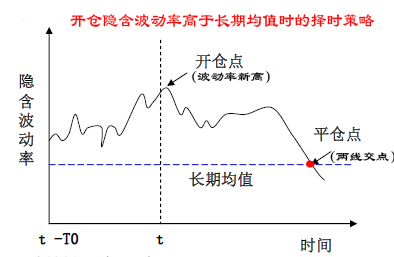 开仓隐含波动率高于长期均值时的择时策略
隐含波动率
开仓点
(波动率新高)
平仓点
(两线交点)
长期均值
t -T0
t
时间